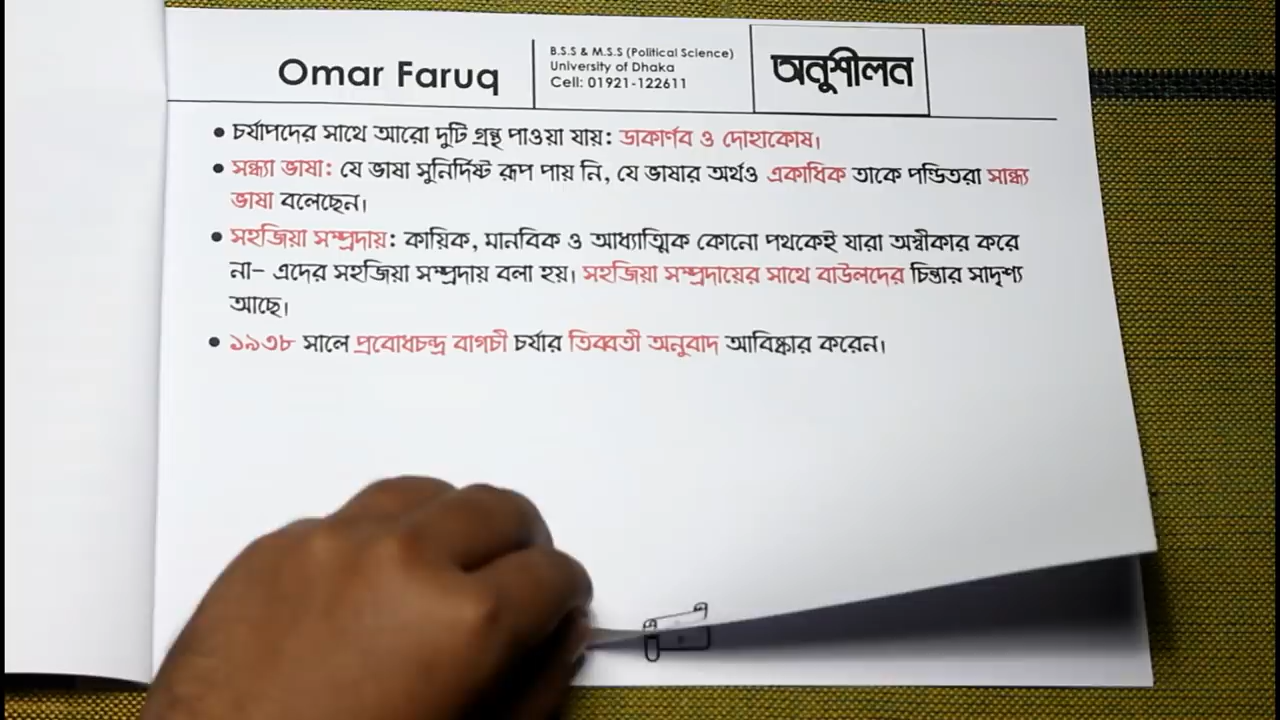 Omar Faruq
B.S.S & M.S.S (Political Science)
University of Dhaka
Cell: 01921-122611
অনুশীলন
• চর্যাপদের সাথে আরো দুটি গ্রন্থ পাওয়া যায়: ডাকার্ণব ও দোহাকোষ।
• সন্ধ্যা ভাষা: যে ভাষা সুনির্দিষ্ট রূপ পায় নি, যে ভাষার অর্থও একাধিক তাকে পন্ডিতরা সান্ধ্য
ভাষা বলেছেন।
• সহজিয়া সম্প্রদায়: কায়িক, মানবিক ও আধ্যাত্মিক কোনো পথকেই যারা অস্বীকার করে
না- এদের সহজিয়া সম্প্রদায় বলা হয়। সহজিয়া সম্প্রদায়ের সাথে বাউলদের চিন্তার সাদৃশ্য
আছে।
• ১৯৩৮ সালে প্রবোধচন্দ্র বাগচী চর্যার তিব্বতী অনুবাদ আবিষ্কার করেন।